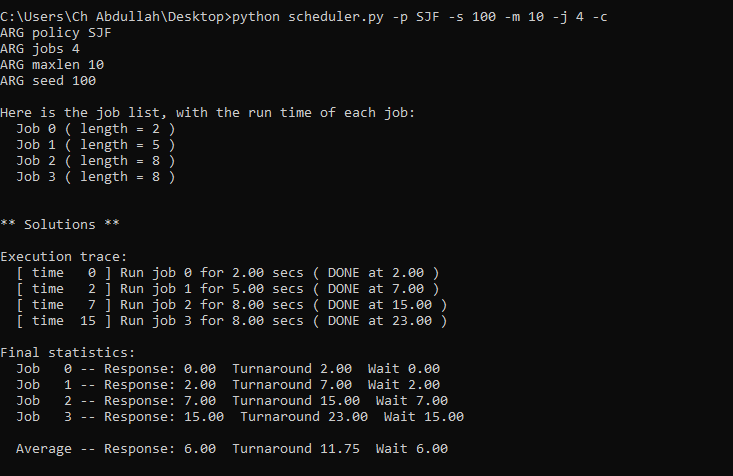 C:\Users\Ch Abdullah\Desktop>python scheduler.py -p SJF -s 100 -m 10 -j 4 -c
ARG policy SJF
ARG jobs 4
ARG maxlen 10
ARG seed 100

Here is the job list, with the run time of each job:
  Job 0 ( length = 2 )
  Job 1 ( length = 5 )
  Job 2 ( length = 8 )
  Job 3 ( length = 8 )


** Solutions **

Execution trace:
  [ time   0 ] Run job 0 for 2.00 secs ( DONE at 2.00 )
  [ time   2 ] Run job 1 for 5.00 secs ( DONE at 7.00 )
  [ time   7 ] Run job 2 for 8.00 secs ( DONE at 15.00 )
  [ time  15 ] Run job 3 for 8.00 secs ( DONE at 23.00 )

Final statistics:
  Job   0 -- Response: 0.00  Turnaround 2.00  Wait 0.00
  Job   1 -- Response: 2.00  Turnaround 7.00  Wait 2.00
  Job   2 -- Response: 7.00  Turnaround 15.00  Wait 7.00
  Job   3 -- Response: 15.00  Turnaround 23.00  Wait 15.00

  Average -- Response: 6.00  Turnaround 11.75  Wait 6.00